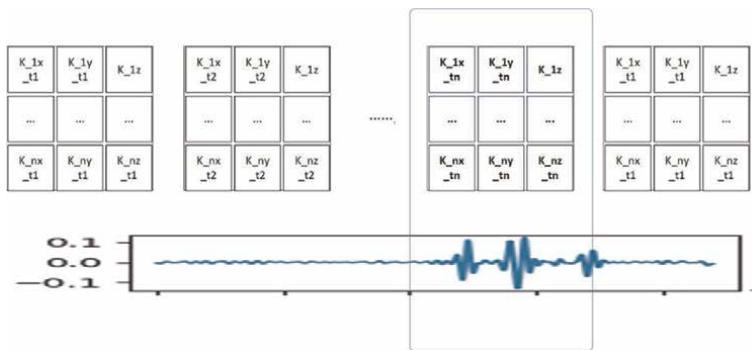 K_1x _t1 K_1y _t1 K_1z K_1x _t2 K_1y _t2 K_1z K_1x _tn K_1y _tn K_1z K_1x _t1 K_1y _t1 K_1z
... ... ... ... ... ... ......, ... ... ... ... ... ...
K_nx _t1 K_ny _t1 K_nz _t1 K_nx _t2 K_ny _t2 K_nz _t2 K_nx _tn K_ny _tn K_nz _tn K_nx _t1 K_ny _t1 K_nz _t1
0.1
0.0
−0.1